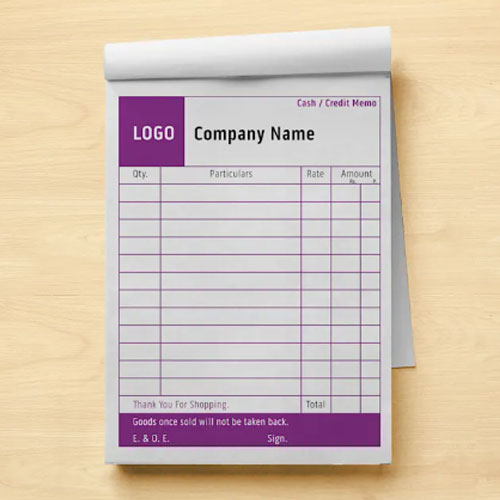 Cash / Credit Memo
LOGO Company Name
Qty. Particulars Rate Amount
Rs. P.
Thank You For Shopping. Total
Goods once sold will not be taken back.
E. & O. E. Sign.